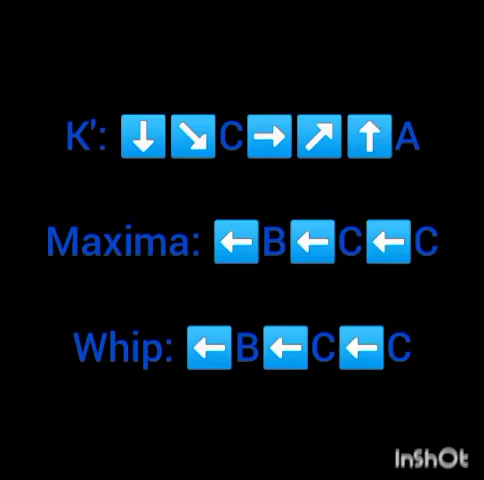 K': ⬇️↘️C➡️↗️⬆️A
Maxima: ⬅️B⬅️C⬅️C
Whip: ⬅️B⬅️C⬅️C
InShOt